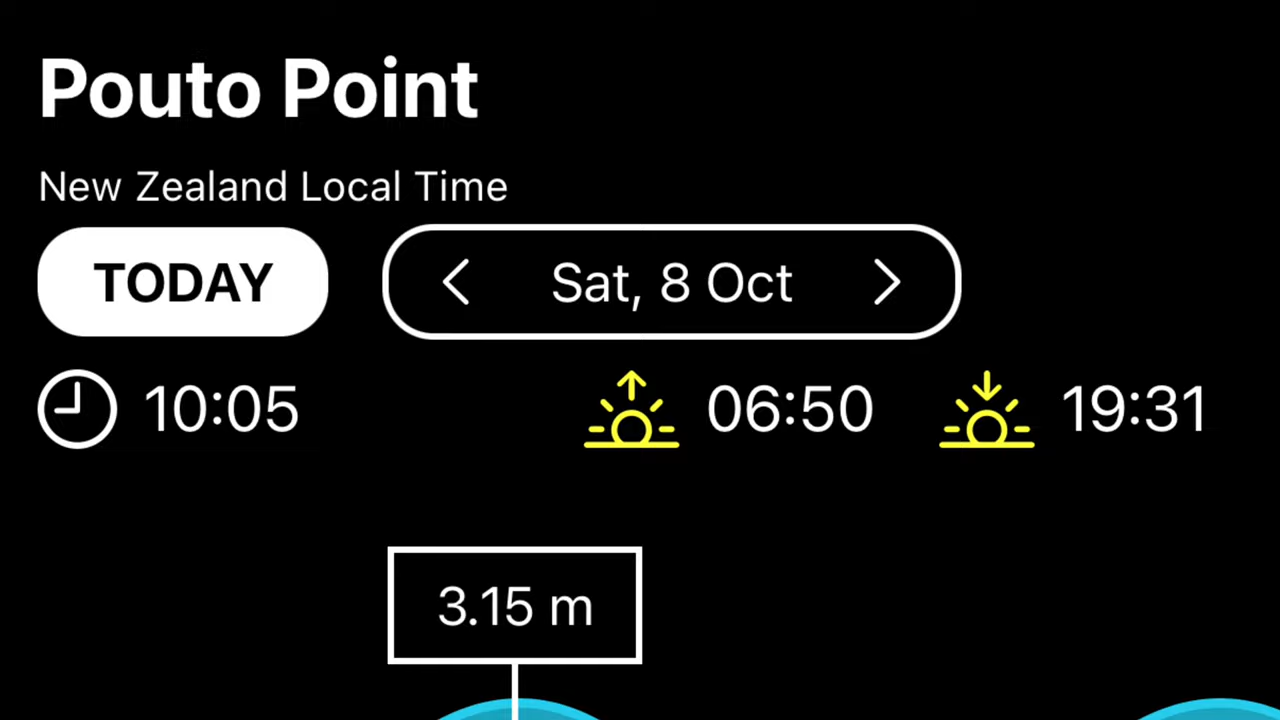 Pouto Point
New Zealand Local Time
TODAY
Sat, 8 Oct
10:05
06:50
19:31
3.15 m